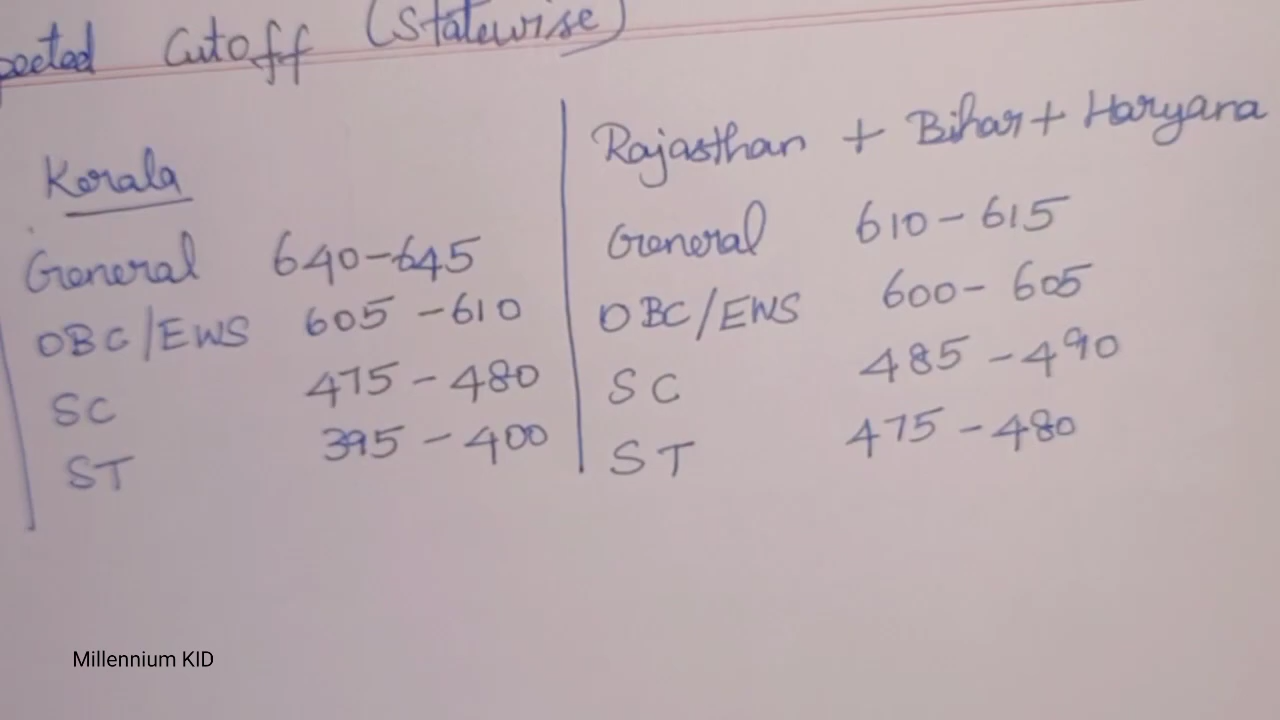 Cutoff (Statewise)
Kerala
General 640-645
OBC/EWS 605-610
SC 475-480
ST 395-400
Rajasthan + Bihar + Haryana
General 610-615
OBC/EWS 600-605
SC 485-490
ST 475-480
Millennium KID